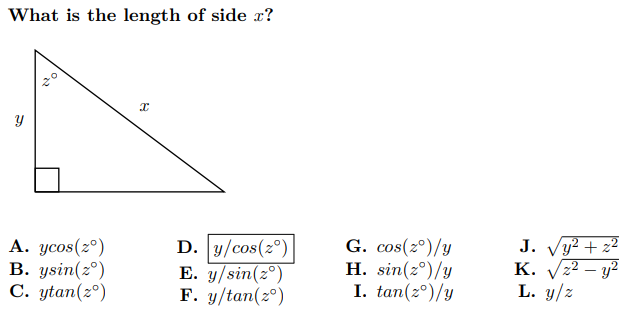 What is the length of side x?
z°
x
y
A. ycos(z°)
B. ysin(z°)
C. ytan(z°)
D. y/cos(z°)
E. y/sin(z°)
F. y/tan(z°)
G. cos(z°)/y
H. sin(z°)/y
I. tan(z°)/y
J. √y² + z²
K. √z² − y²
L. y/z